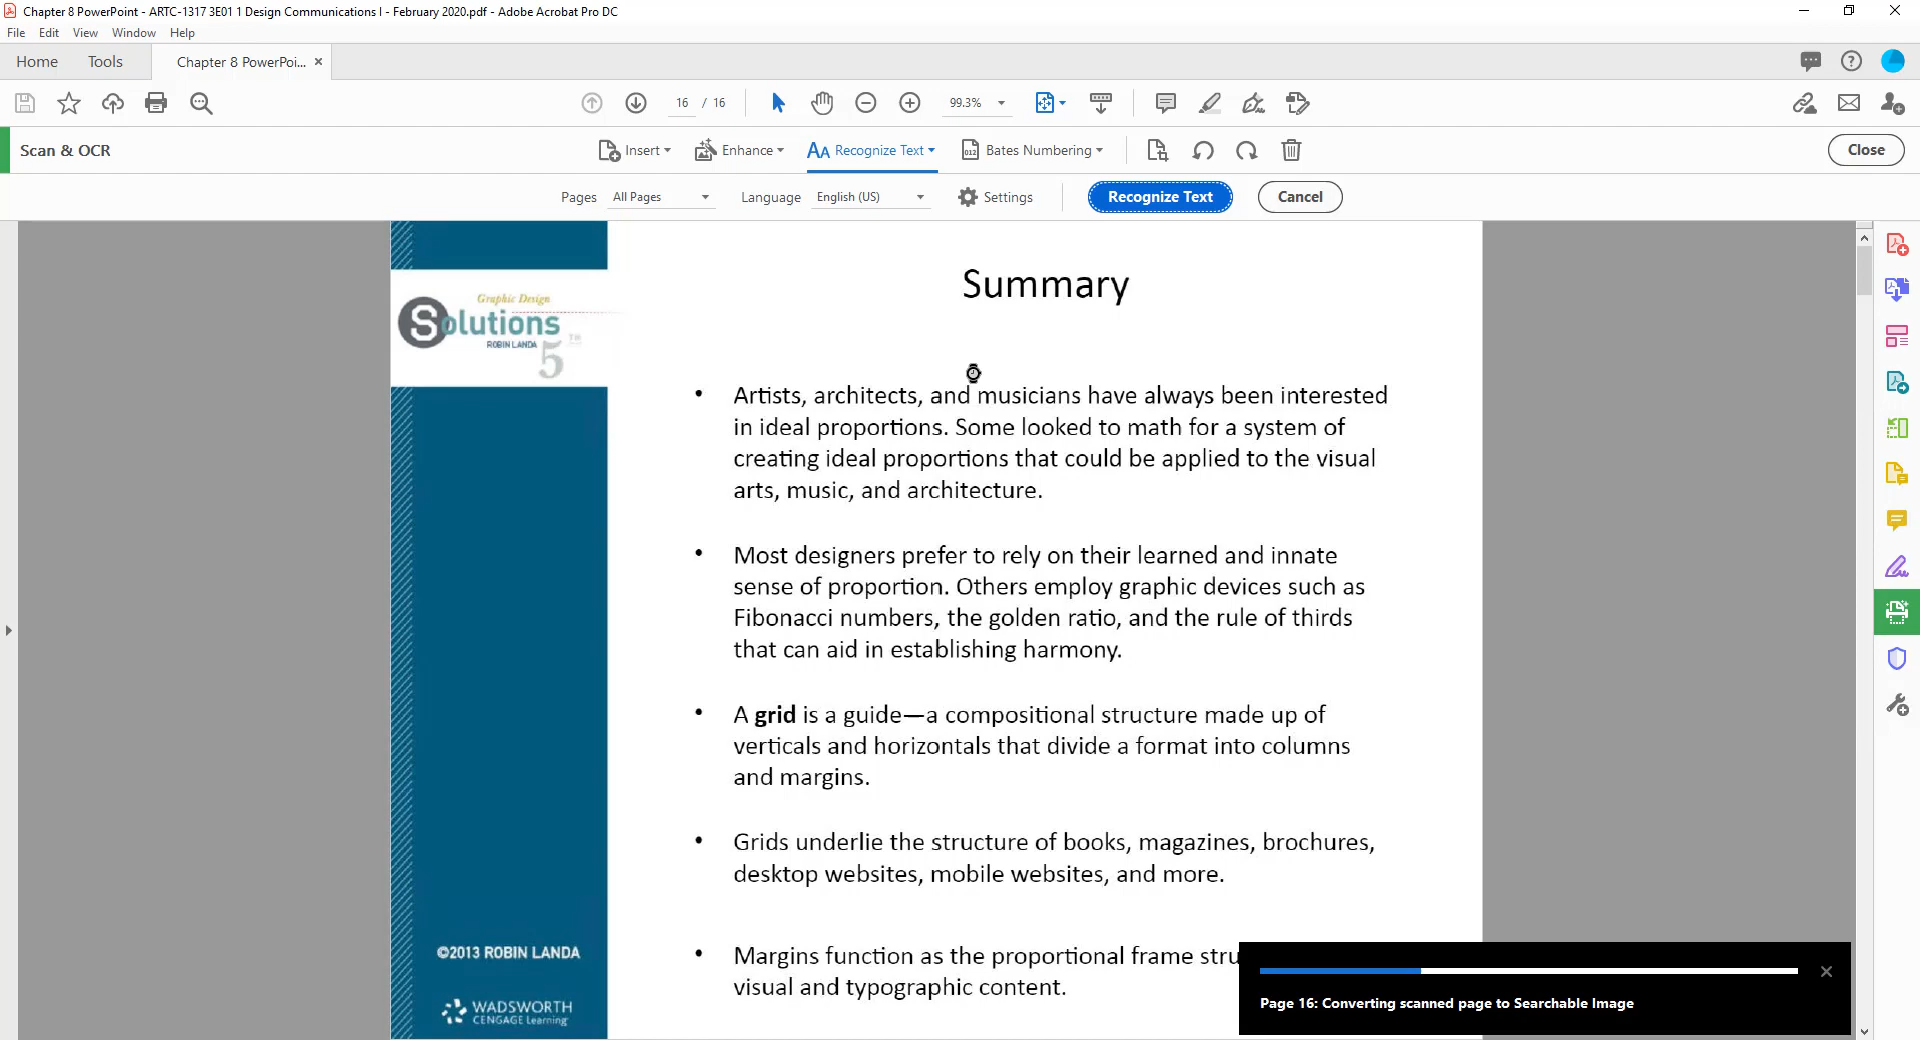 Chapter 8 PowerPoint - ARTC-1317 3E01 1 Design Communications I - February 2020.pdf - Adobe Acrobat Pro DC
File Edit View Window Help
Home Tools Chapter 8 PowerPoi... ×
16 / 16 99.3%
Scan & OCR Insert Enhance Recognize Text Bates Numbering Close
Pages All Pages Language English (US) Settings Recognize Text Cancel
Summary
Graphic Design
Solutions
ROBIN LANDA
5TH
• Artists, architects, and musicians have always been interested
in ideal proportions. Some looked to math for a system of
creating ideal proportions that could be applied to the visual
arts, music, and architecture.
• Most designers prefer to rely on their learned and innate
sense of proportion. Others employ graphic devices such as
Fibonacci numbers, the golden ratio, and the rule of thirds
that can aid in establishing harmony.
• A grid is a guide—a compositional structure made up of
verticals and horizontals that divide a format into columns
and margins.
• Grids underlie the structure of books, magazines, brochures,
desktop websites, mobile websites, and more.
• Margins function as the proportional frame
visual and typographic content.
©2013 ROBIN LANDA
WADSWORTH
CENGAGE Learning
Page 16: Converting scanned page to Searchable Image